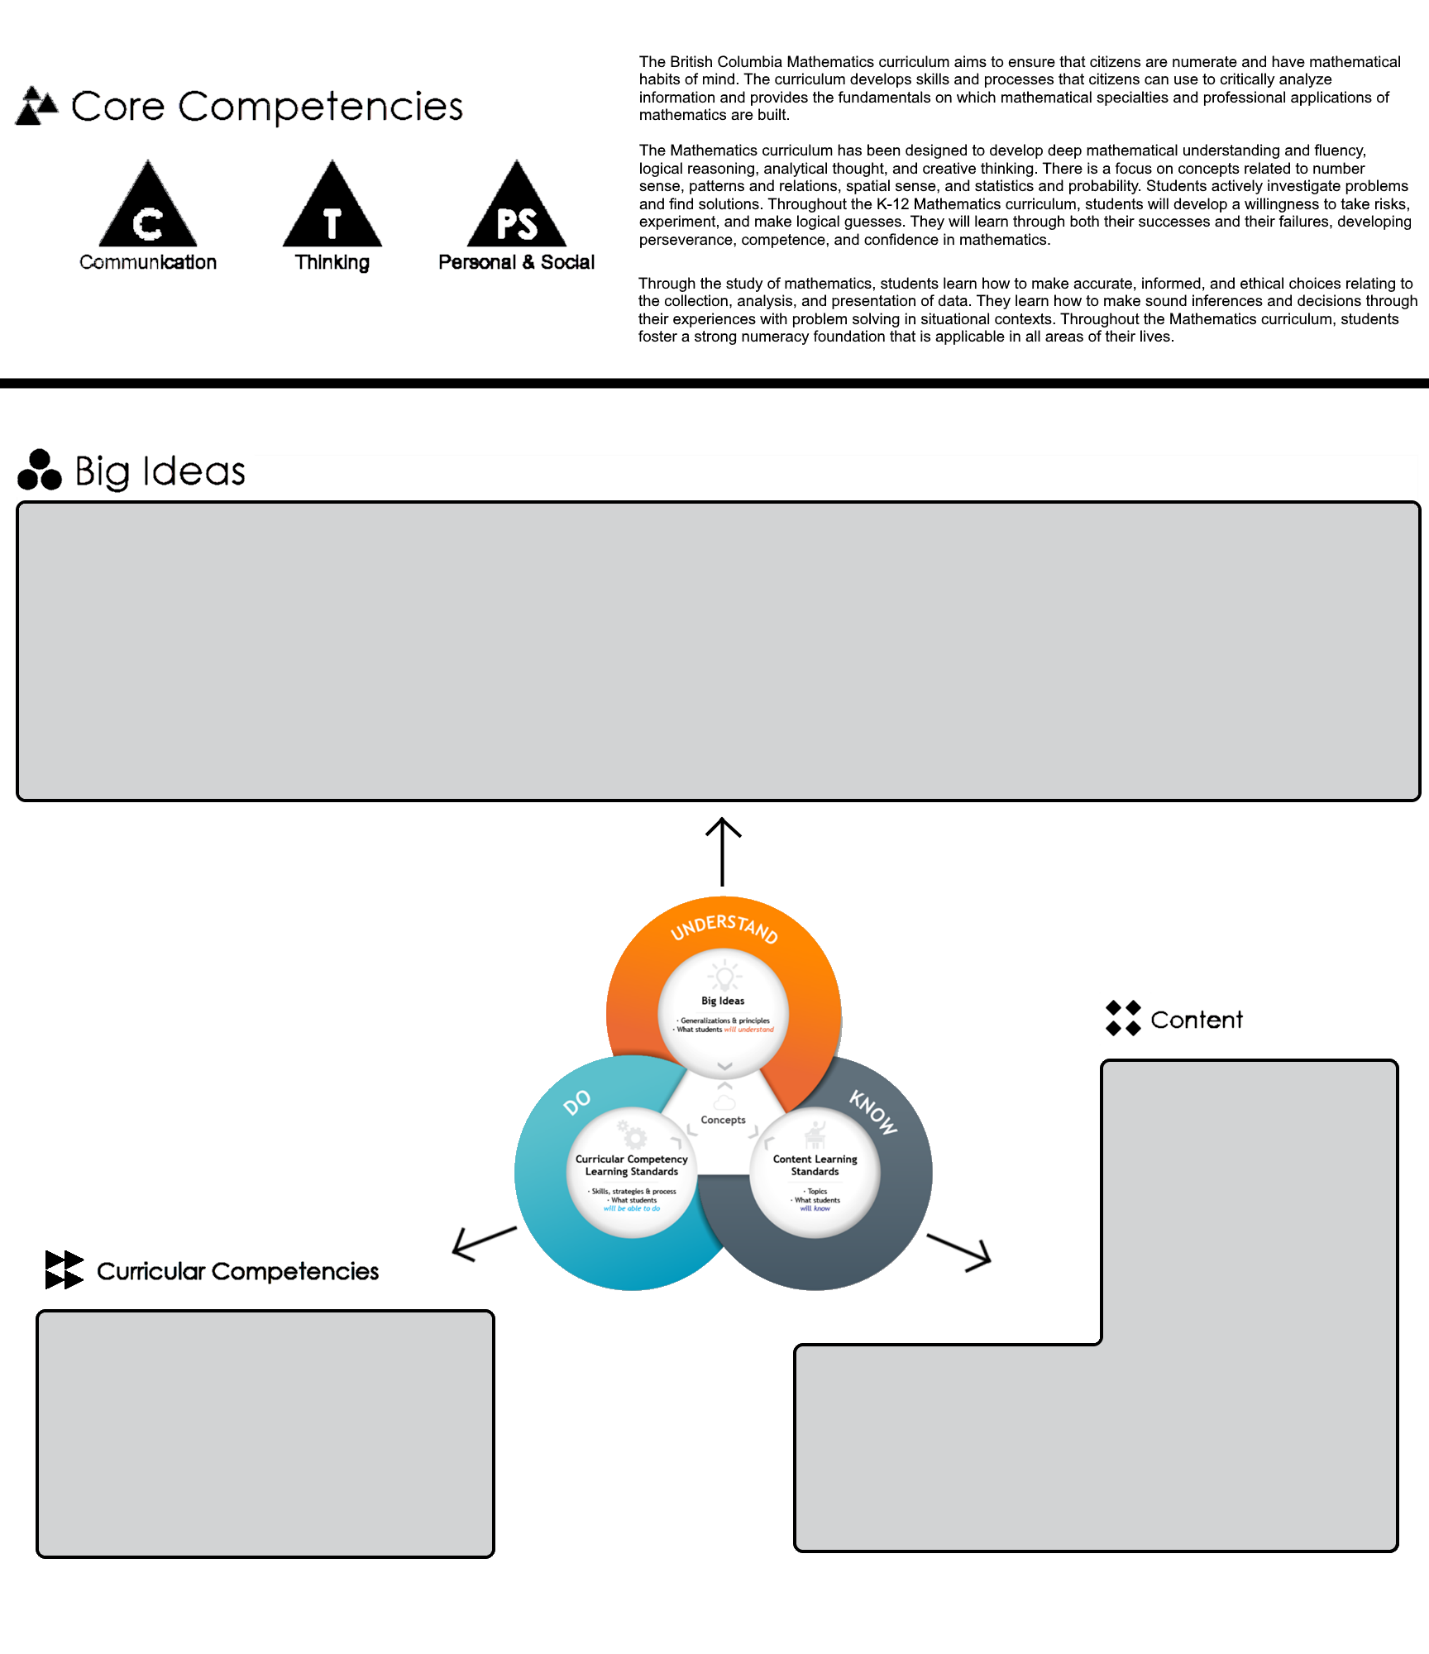 Core Competencies
C
T
PS
Communication
Thinking
Personal & Social
The British Columbia Mathematics curriculum aims to ensure that citizens are numerate and have mathematical
habits of mind. The curriculum develops skills and processes that citizens can use to critically analyze
information and provides the fundamentals on which mathematical specialties and professional applications of
mathematics are built.
The Mathematics curriculum has been designed to develop deep mathematical understanding and fluency,
logical reasoning, analytical thought, and creative thinking. There is a focus on concepts related to number
sense, patterns and relations, spatial sense, and statistics and probability. Students actively investigate problems
and find solutions. Throughout the K-12 Mathematics curriculum, students will develop a willingness to take risks,
experiment, and make logical guesses. They will learn through both their successes and their failures, developing
perseverance, competence, and confidence in mathematics.
Through the study of mathematics, students learn how to make accurate, informed, and ethical choices relating to
the collection, analysis, and presentation of data. They learn how to make sound inferences and decisions through
their experiences with problem solving in situational contexts. Throughout the Mathematics curriculum, students
foster a strong numeracy foundation that is applicable in all areas of their lives.
Big Ideas
UNDERSTAND
Big Ideas
· Generalizations & principles
· What students will understand
DO
Curricular Competency
Learning Standards
· Skills, strategies & process
· What students
will be able to do
Concepts
KNOW
Content Learning
Standards
· Topics
· What students
will know
Content
Curricular Competencies